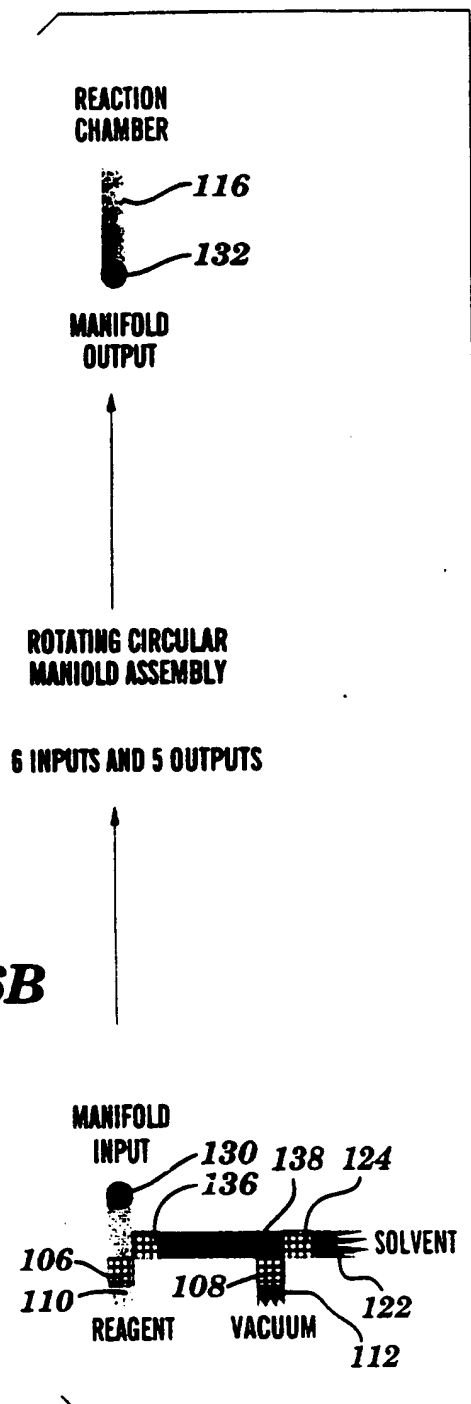 REACTION
CHAMBER
116
132
MANIFOLD
OUTPUT
ROTATING CIRCULAR
MANIOLD ASSEMBLY
6 INPUTS AND 5 OUTPUTS
6B
MANIFOLD
INPUT
130
138
124
136
SOLVENT
106
108
122
110
REAGENT
VACUUM
112